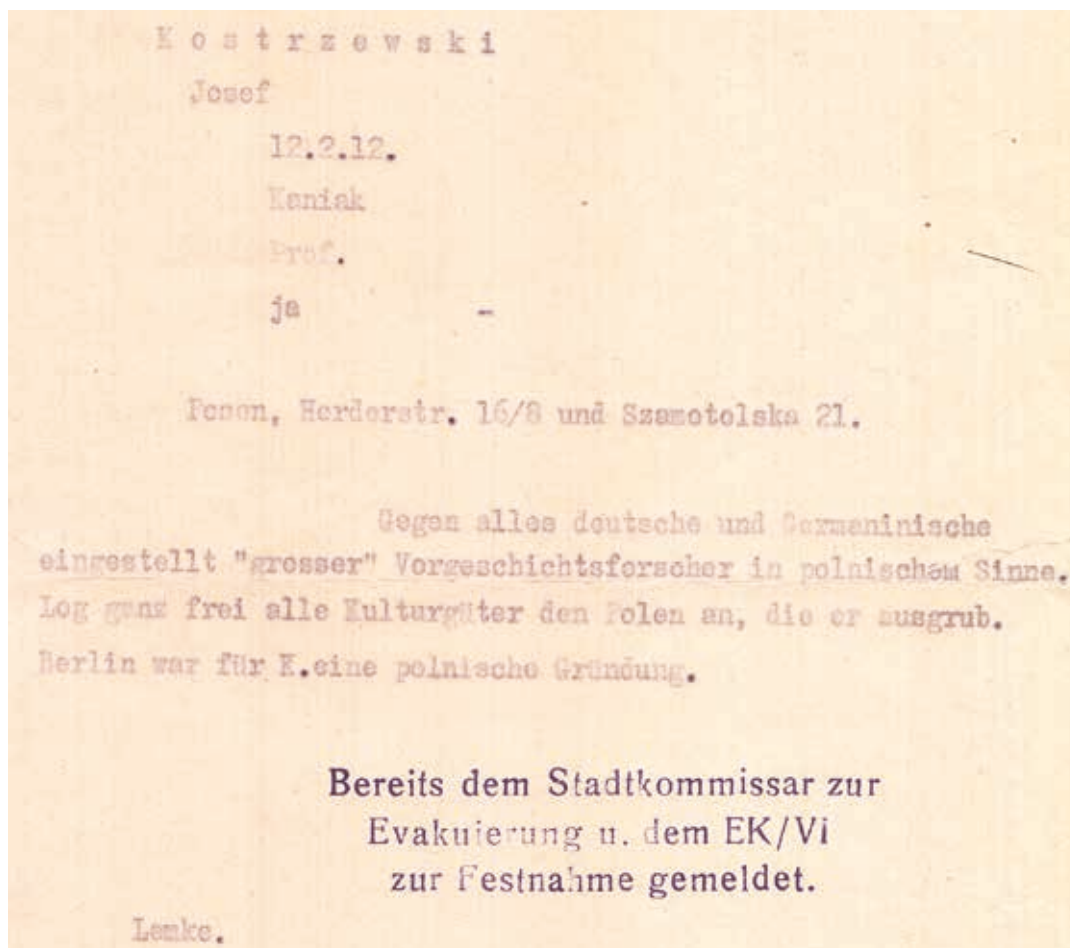 K o s t r z e w s k i
Josef
12.2.12.
Kaniak
Prof.
ja -
Posen, Herderstr. 16/8 und Szamotolska 21.
Gegen alles deutsche und Germaninische
eingestellt "grosser" Vorgeschichtsforscher in polnischem Sinne.
Log ganz frei alle Kulturgüter den Polen an, die er ausgrub.
Berlin war für K.eine polnische Gründung.
Bereits dem Stadtkommissar zur
Evakuierung u. dem EK/VI
zur Festnahme gemeldet.
Lemke.